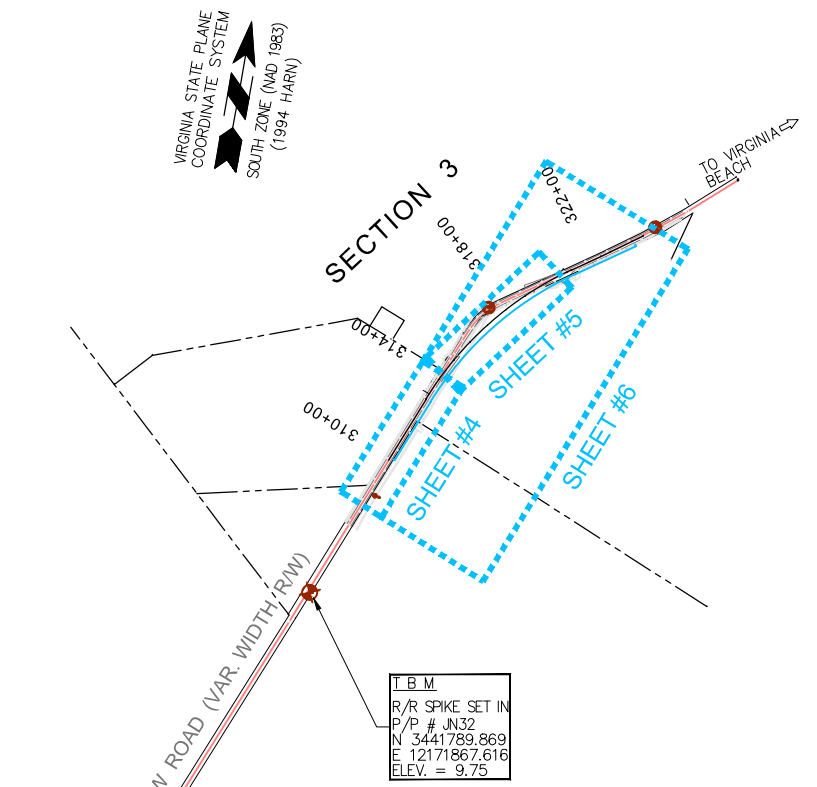 VIRGINIA STATE PLANE
COORDINATE SYSTEM
SOUTH ZONE (NAD 1983)
(1994 HARN)
TO VIRGINIA
BEACH
SECTION 3
322+00
318+00
314+00
310+00
SHEET #5
SHEET #4
SHEET #6
W ROAD (VAR. WIDTH R/W)
T B M
R/R SPIKE SET IN
P/P # JN32
N 3441789.869
E 12171867.616
ELEV. = 9.75